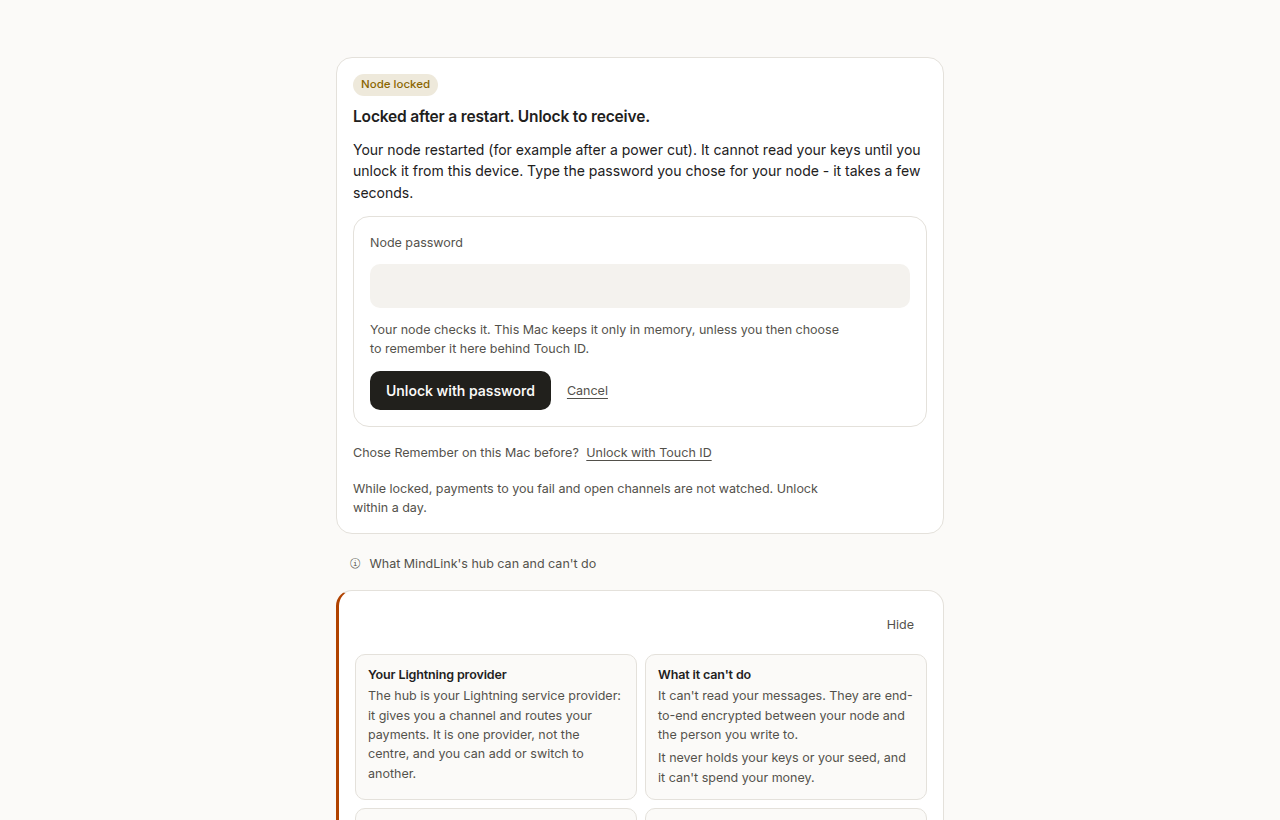 Node locked
Locked after a restart. Unlock to receive.
Your node restarted (for example after a power cut). It cannot read your keys until you
unlock it from this device. Type the password you chose for your node - it takes a few
seconds.
Node password
Your node checks it. This Mac keeps it only in memory, unless you then choose
to remember it here behind Touch ID.
Unlock with password
Cancel
Chose Remember on this Mac before? Unlock with Touch ID
While locked, payments to you fail and open channels are not watched. Unlock
within a day.
What MindLink's hub can and can't do
Hide
Your Lightning provider
The hub is your Lightning service provider:
it gives you a channel and routes your
payments. It is one provider, not the
centre, and you can add or switch to
another.
What it can't do
It can't read your messages. They are end-
to-end encrypted between your node and
the person you write to.
It never holds your keys or your seed, and
it can't spend your money.